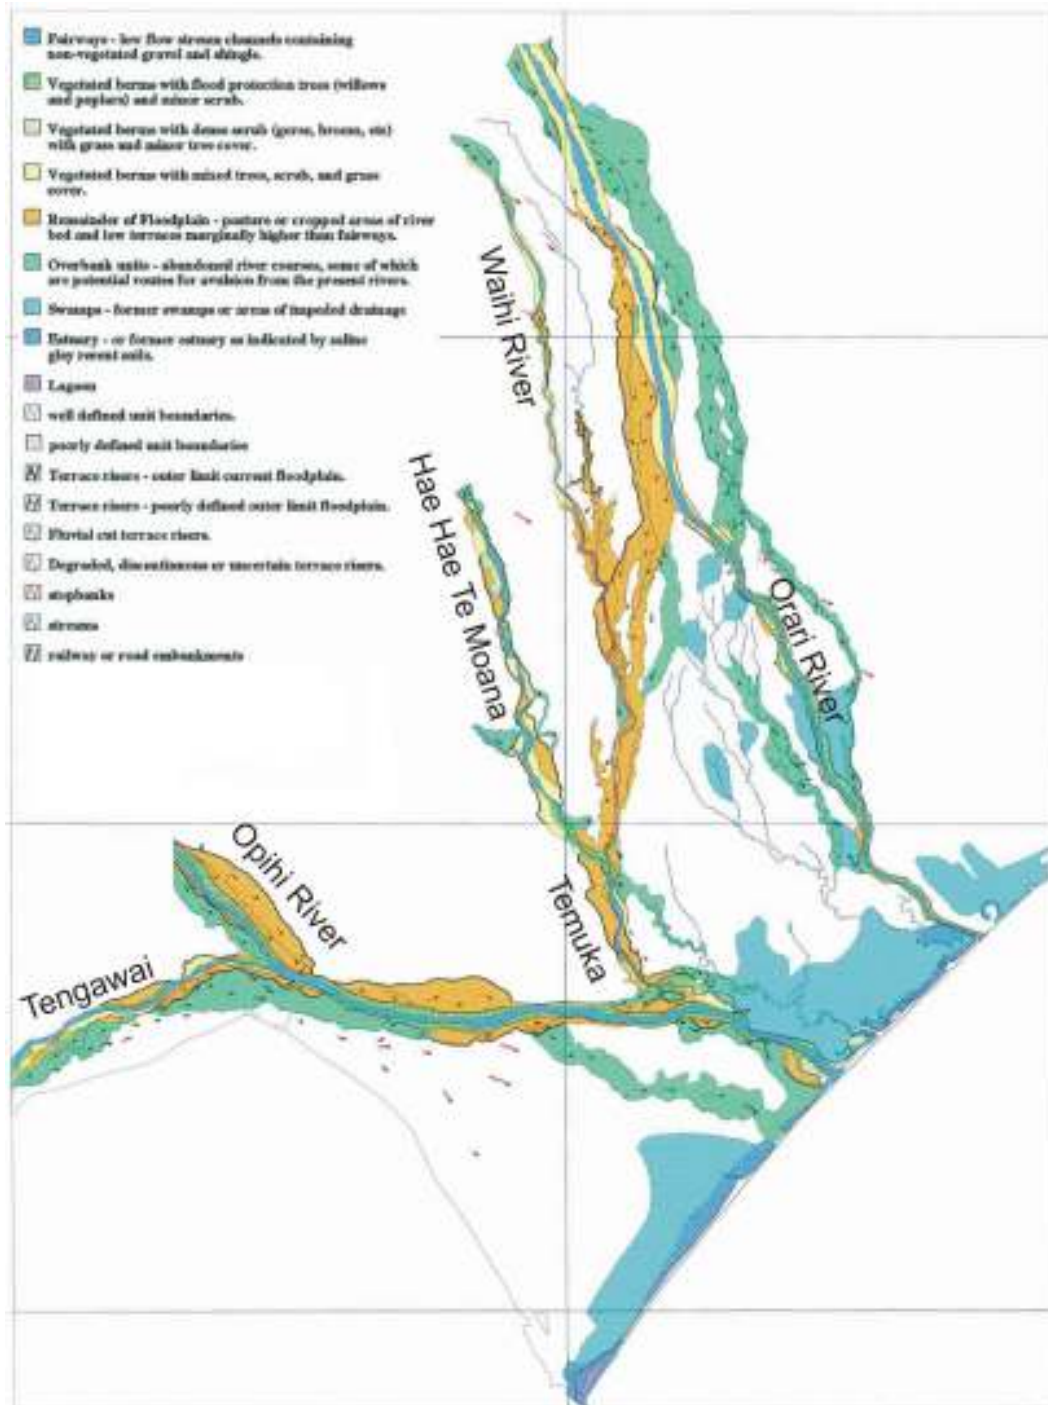 Fairways - low flow stream channels containing
non-vegetated gravel and shingle.
Vegetated berms with flood protection trees (willows
and poplars) and minor scrub.
Vegetated berms with dense scrub (gorse, broom, etc)
with grass and minor tree cover.
Vegetated berms with mixed trees, scrub, and grass
cover.
Remainder of Floodplain - pasture or cropped areas of river
bed and low terraces marginally higher than fairways.
Overbank units - abandoned river courses, some of which
are potential routes for avulsion from the present rivers.
Swamps - former swamps or areas of impeded drainage
Estuary - or former estuary as indicated by saline
gley recent soils.
Lagoon
well defined unit boundaries.
poorly defined unit boundaries
Terrace risers - outer limit current floodplain.
Terrace risers - poorly defined outer limit floodplain.
Fluvial cut terrace risers.
Degraded, discontinuous or uncertain terrace risers.
stopbanks
streams
railway or road embankments
Waihi River
Hae Hae Te Moana
Orari River
Opihi River
Temuka
Tengawai